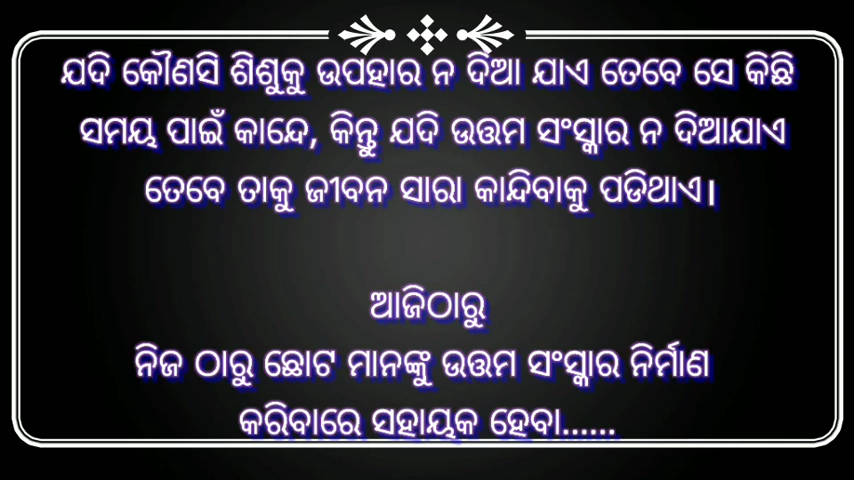 ଯଦି କୌଣସି ଶିଶୁକୁ ଉପହାର ନ ଦିଆ ଯାଏ ତେବେ ସେ କିଛି
ସମୟ ପାଇଁ କାନ୍ଦେ, କିନ୍ତୁ ଯଦି ଉତ୍ତମ ସଂସ୍କାର ନ ଦିଆଯାଏ
ତେବେ ତାକୁ ଜୀବନ ସାରା କାନ୍ଦିବାକୁ ପଡିଥାଏ।
ଆଜିଠାରୁ
ନିଜ ଠାରୁ ଛୋଟ ମାନଙ୍କୁ ଉତ୍ତମ ସଂସ୍କାର ନିର୍ମାଣ
କରିବାରେ ସହାୟକ ହେବା......